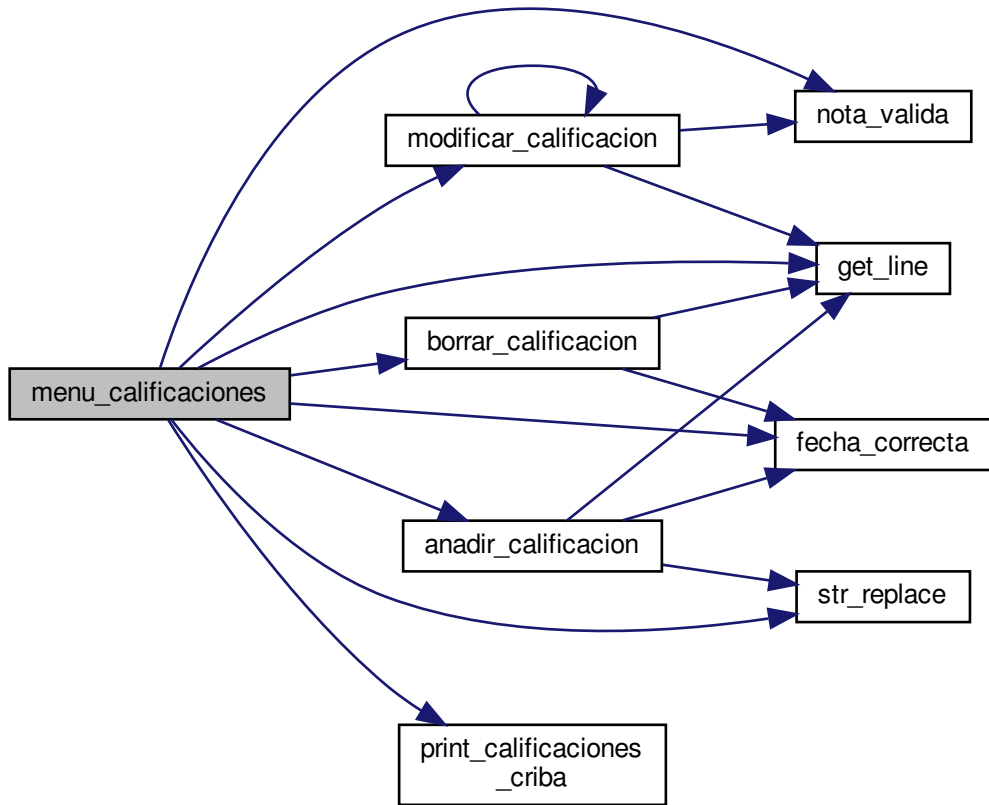 menu_calificaciones
modificar_calificacion
nota_valida
get_line
borrar_calificacion
fecha_correcta
anadir_calificacion
str_replace
print_calificaciones
_criba